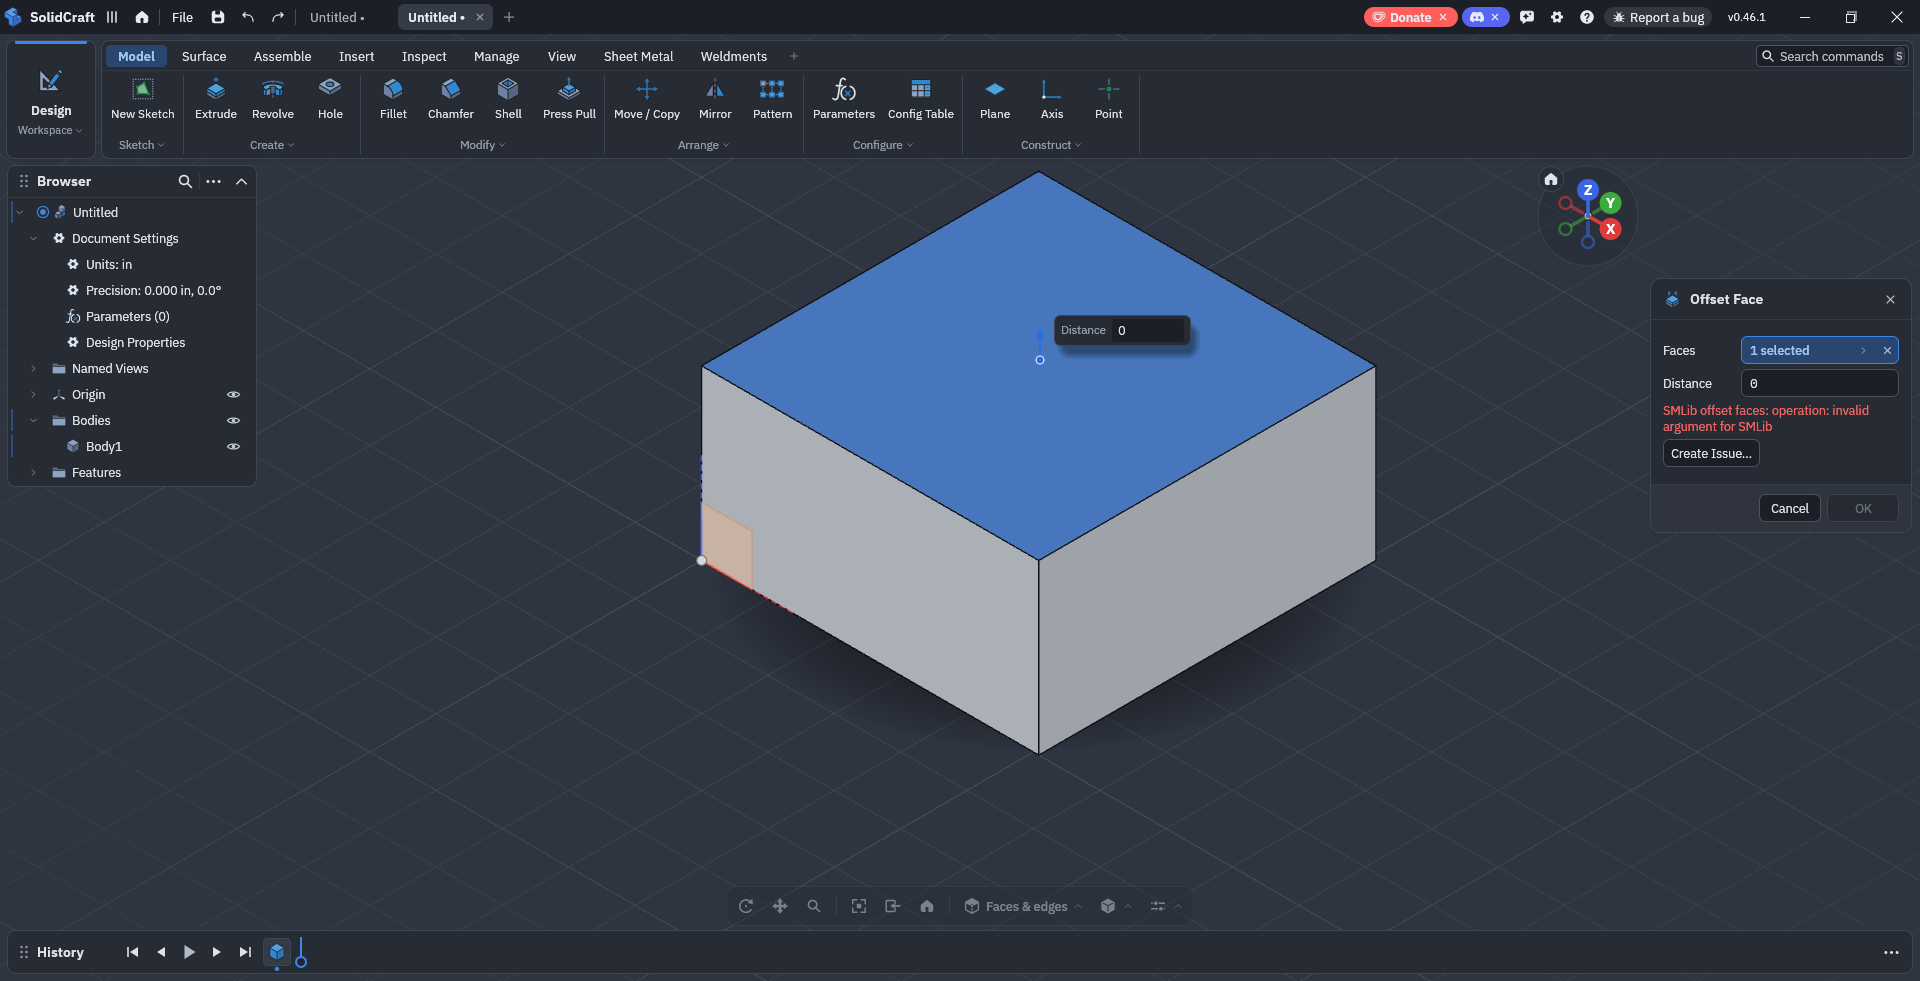 SolidCraft
File
Untitled •
Untitled •
Donate
Report a bug
v0.46.1
Design
Workspace
Model
Surface
Assemble
Insert
Inspect
Manage
View
Sheet Metal
Weldments
Search commands
S
New Sketch
Extrude
Revolve
Hole
Fillet
Chamfer
Shell
Press Pull
Move / Copy
Mirror
Pattern
Parameters
Config Table
Plane
Axis
Point
Sketch
Create
Modify
Arrange
Configure
Construct
Browser
Untitled
Document Settings
Units: in
Precision: 0.000 in, 0.0°
Parameters (0)
Design Properties
Named Views
Origin
Bodies
Body1
Features
Distance 0
Z
Y
X
Offset Face
Faces 1 selected
Distance 0
SMLib offset faces: operation: invalid
argument for SMLib
Create Issue...
Cancel
OK
Faces & edges
History